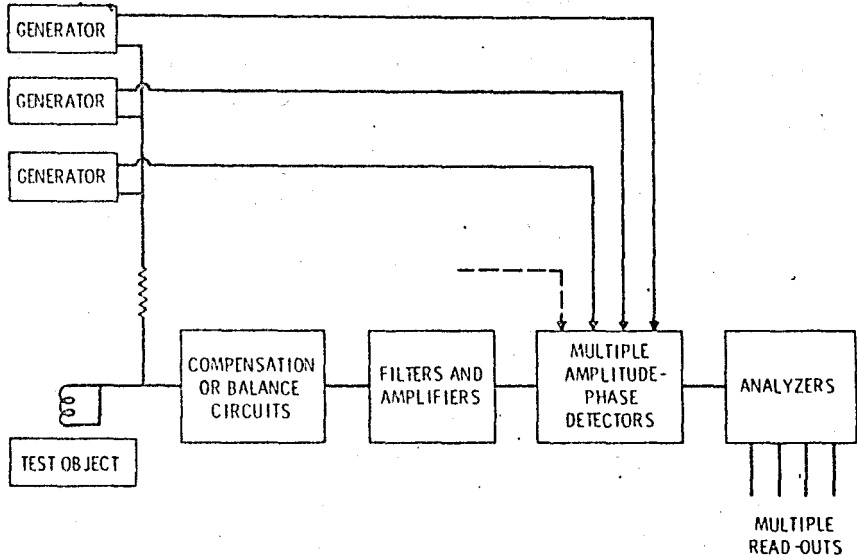 GENERATOR
GENERATOR
GENERATOR
COMPENSATION
OR BALANCE
CIRCUITS
FILTERS AND
AMPLIFIERS
MULTIPLE
AMPLITUDE-
PHASE
DETECTORS
ANALYZERS
TEST OBJECT
MULTIPLE
READ-OUTS